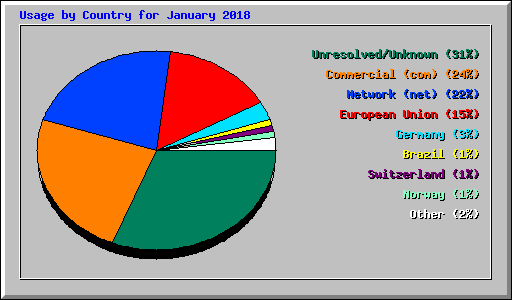 Usage by Country for January 2018
Unresolved/Unknown (31%)
Commercial (com) (24%)
Network (net) (22%)
European Union (15%)
Germany (3%)
Brazil (1%)
Switzerland (1%)
Norway (1%)
Other (2%)